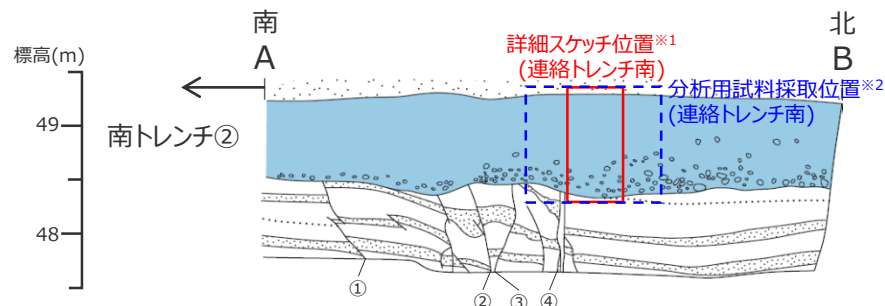 南
A
北
B
標高(m)
詳細スケッチ位置※1
(連絡トレンチ南)
分析用試料採取位置※2
(連絡トレンチ南)
49
南トレンチ②
48
①
②
③
④